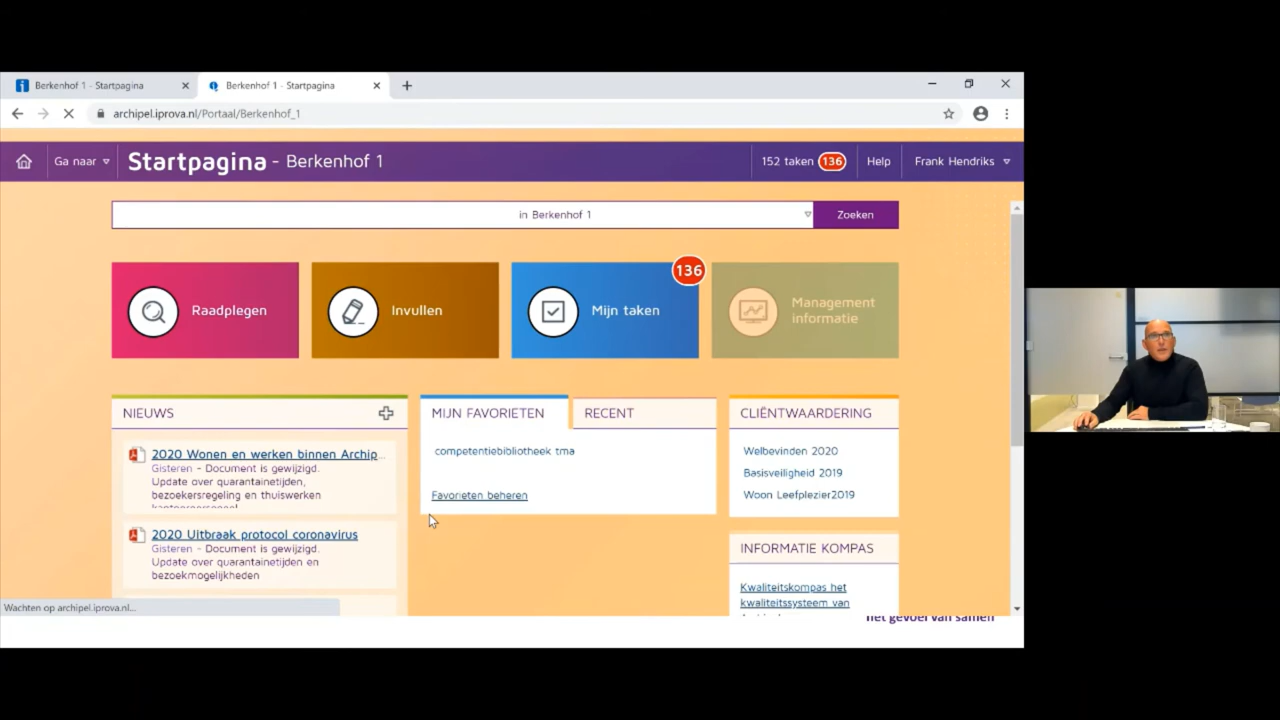 Berkenhof 1 - Startpagina
Berkenhof 1 - Startpagina
archipel.iprova.nl/Portaal/Berkenhof_1
Ga naar
Startpagina - Berkenhof 1
152 taken 136
Help
Frank Hendriks
in Berkenhof 1
Zoeken
Raadplegen
Invullen
Mijn taken
136
Management
informatie
NIEUWS
2020 Wonen en werken binnen Archip...
Gisteren - Document is gewijzigd.
Update over quarantainetijden,
bezoekersregeling en thuiswerken
kantoorpersoneel
2020 Uitbraak protocol coronavirus
Gisteren - Document is gewijzigd.
Update over quarantainetijden en
bezoekmogelijkheden
MIJN FAVORIETEN
RECENT
competentiebibliotheek tma
Favorieten beheren
CLIËNTWAARDERING
Welbevinden 2020
Basisveiligheid 2019
Woon Leefplezier2019
INFORMATIE KOMPAS
Kwaliteitskompas het
kwaliteitssysteem van
Wachten op archipel.iprova.nl...
het gevoel van samen